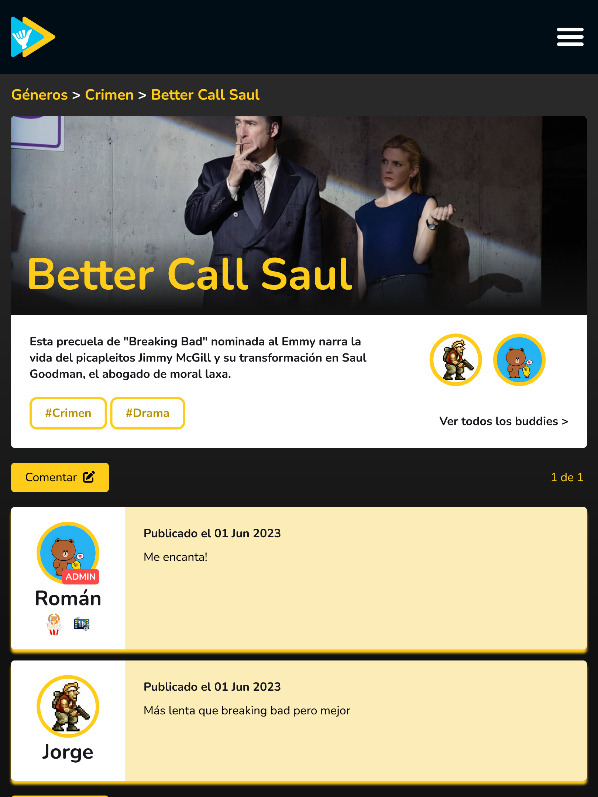 Géneros > Crimen > Better Call Saul
Better Call Saul
Esta precuela de "Breaking Bad" nominada al Emmy narra la
vida del picapleitos Jimmy McGill y su transformación en Saul
Goodman, el abogado de moral laxa.
#Crimen #Drama
Ver todos los buddies >
Comentar
1 de 1
ADMIN
Román
Publicado el 01 Jun 2023
Me encanta!
Jorge
Publicado el 01 Jun 2023
Más lenta que breaking bad pero mejor